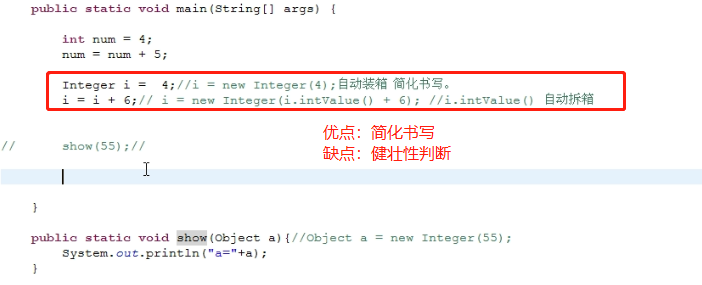 public static void main(String[] args) {
int num = 4;
num = num + 5;
Integer i =  4;//i = new Integer(4);自动装箱 简化书写。
i = i + 6;// i = new Integer(i.intValue() + 6); //i.intValue() 自动拆箱
优点：简化书写
缺点：健壮性判断
//      show(55);//
}
public static void show(Object a){//Object a = new Integer(55);
System.out.println("a="+a);
}